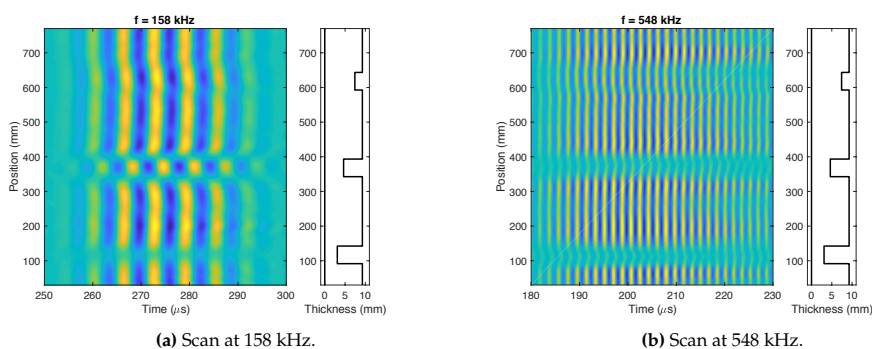 f = 158 kHz
Position (mm)
700
600
500
400
300
200
100
250 260 270 280 290 300
Time (μs)
700
600
500
400
300
200
100
0 5 10
Thickness (mm)
(a) Scan at 158 kHz.
f = 548 kHz
Position (mm)
700
600
500
400
300
200
100
180 190 200 210 220 230
Time (μs)
700
600
500
400
300
200
100
0 5 10
Thickness (mm)
(b) Scan at 548 kHz.